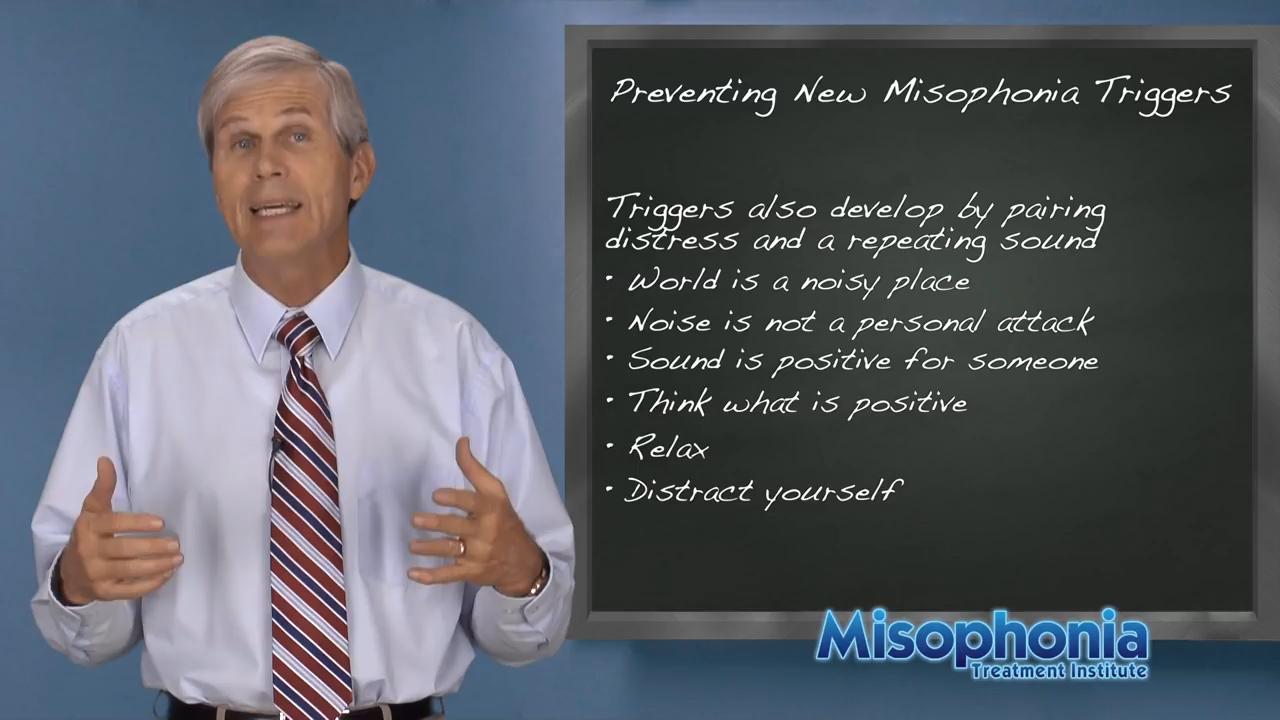 Preventing New Misophonia Triggers
Triggers also develop by pairing
distress and a repeating sound
• World is a noisy place
• Noise is not a personal attack
• Sound is positive for someone
• Think what is positive
• Relax
• Distract yourself
Misophonia
Treatment Institute